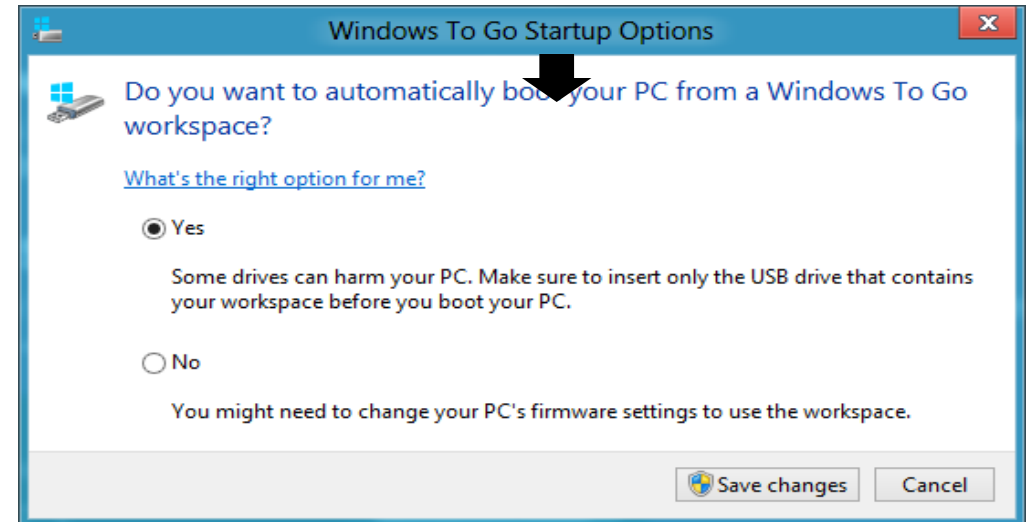 Windows To Go Startup Options
Do you want to automatically boot your PC from a Windows To Go
workspace?
What's the right option for me?
Yes
Some drives can harm your PC. Make sure to insert only the USB drive that contains
your workspace before you boot your PC.
No
You might need to change your PC's firmware settings to use the workspace.
Save changes Cancel